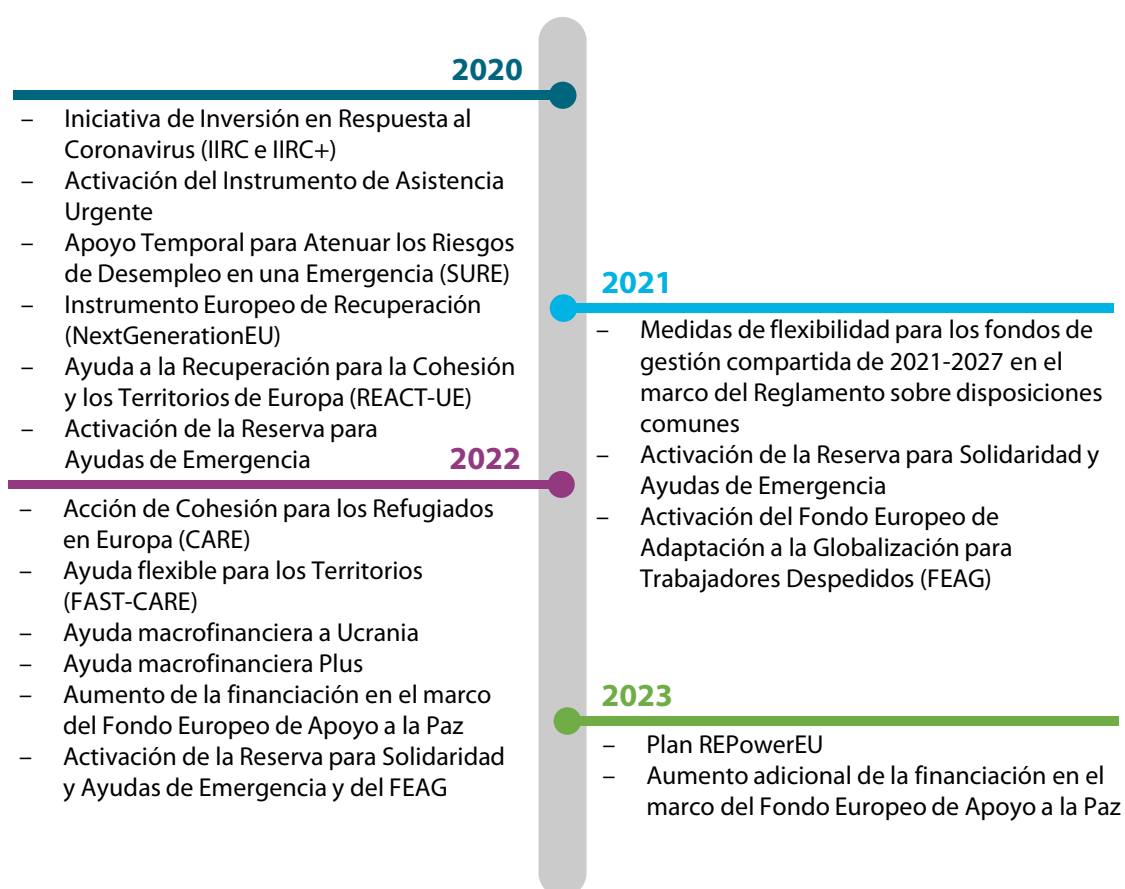 2020
– Iniciativa de Inversión en Respuesta al
Coronavirus (IIRC e IIRC+)
– Activación del Instrumento de Asistencia
Urgente
– Apoyo Temporal para Atenuar los Riesgos
de Desempleo en una Emergencia (SURE)
– Instrumento Europeo de Recuperación
(NextGenerationEU)
– Ayuda a la Recuperación para la Cohesión
y los Territorios de Europa (REACT-UE)
– Activación de la Reserva para
Ayudas de Emergencia
2021
– Medidas de flexibilidad para los fondos de
gestión compartida de 2021-2027 en el
marco del Reglamento sobre disposiciones
comunes
– Activación de la Reserva para Solidaridad y
Ayudas de Emergencia
– Activación del Fondo Europeo de
Adaptación a la Globalización para
Trabajadores Despedidos (FEAG)
2022
– Acción de Cohesión para los Refugiados
en Europa (CARE)
– Ayuda flexible para los Territorios
(FAST-CARE)
– Ayuda macrofinanciera a Ucrania
– Ayuda macrofinanciera Plus
– Aumento de la financiación en el marco
del Fondo Europeo de Apoyo a la Paz
– Activación de la Reserva para Solidaridad
y Ayudas de Emergencia y del FEAG
2023
– Plan REPowerEU
– Aumento adicional de la financiación en el
marco del Fondo Europeo de Apoyo a la Paz